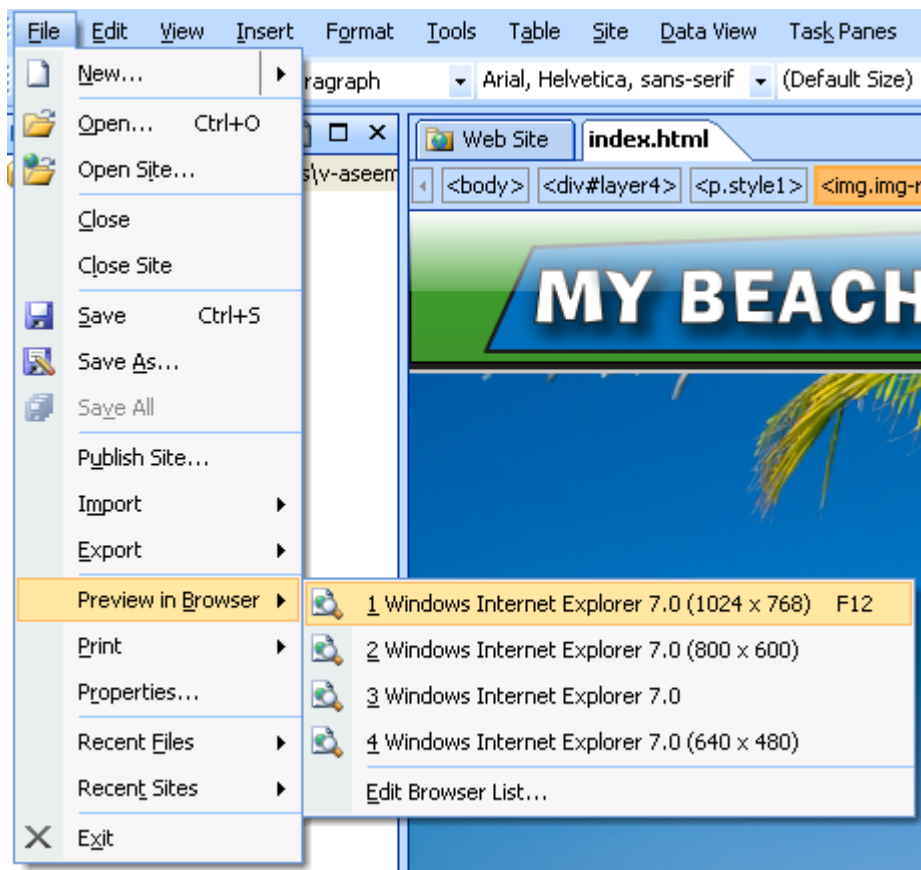 File Edit View Insert Format Tools Table Site Data View Task Panes
New...
ragraph Arial, Helvetica, sans-serif (Default Size)
Open... Ctrl+O
Web Site index.html
Open Site...
s\v-aseem
<body> <div#layer4> <p.style1> <img.img-r
Close
Close Site
MY BEACH
Save Ctrl+S
Save As...
Save All
Publish Site...
Import
Export
Preview in Browser
1 Windows Internet Explorer 7.0 (1024 x 768) F12
Print
2 Windows Internet Explorer 7.0 (800 x 600)
Properties...
3 Windows Internet Explorer 7.0
Recent Files
4 Windows Internet Explorer 7.0 (640 x 480)
Recent Sites
Edit Browser List...
Exit